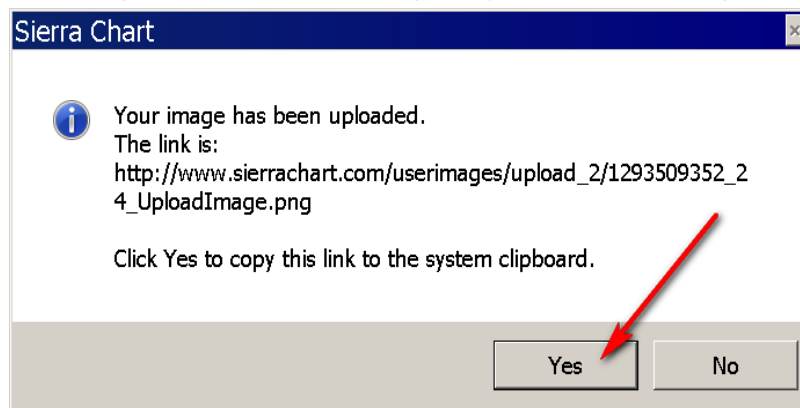 Sierra Chart
Your image has been uploaded.
The link is:
http://www.sierrachart.com/userimages/upload_2/1293509352_2
4_UploadImage.png
Click Yes to copy this link to the system clipboard.
Yes No